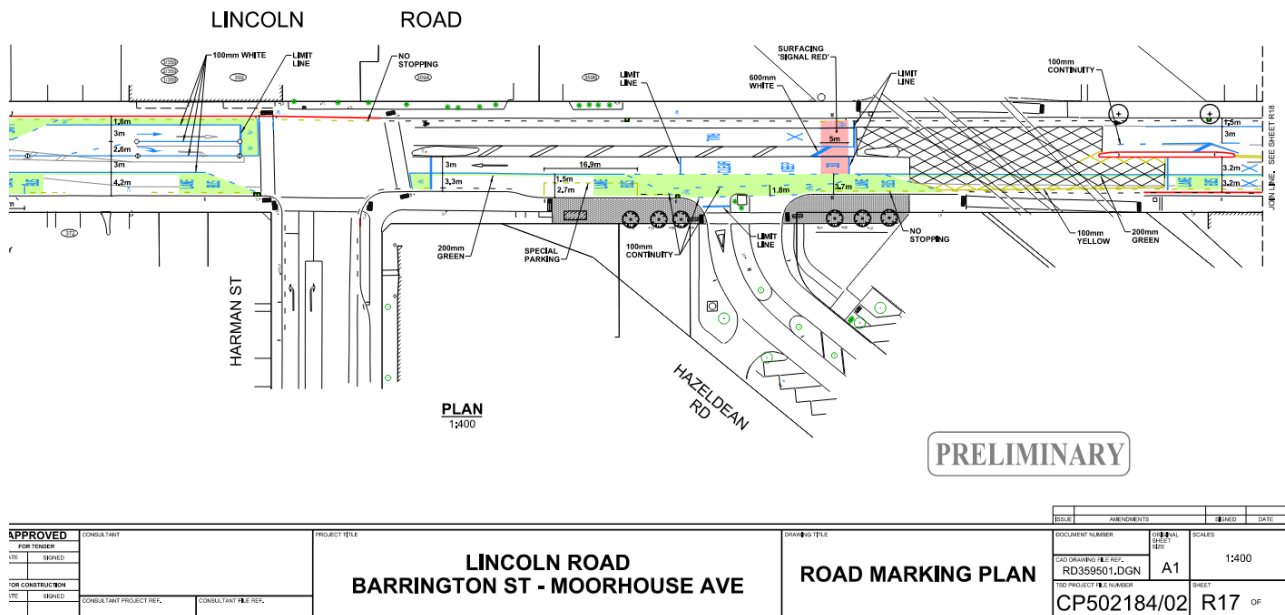 LINCOLN ROAD
100mm WHITE
LIMIT
LINE
NO
STOPPING
SURFACING
'SIGNAL RED'
600mm
WHITE
LIMIT
LINE
LIMIT
LINE
100mm
CONTINUITY
1.8m
3m
2.6m
3m
4.2m
3m
3.3m
16.9m
1.5m
2.7m
1.8m
3.7m
5m
KEEP
CLEAR
LANE
BUS
1.5m
3m
3.2m
3.2m
JOIN LINE, SEE SHEET R18
200mm
GREEN
SPECIAL
PARKING
100mm
CONTINUITY
LIMIT
LINE
NO
STOPPING
100mm
YELLOW
200mm
GREEN
HARMAN ST
HAZELDEAN
RD
PLAN
1:400
PRELIMINARY
APPROVED
FOR TENDER
SIGNED
FOR CONSTRUCTION
SIGNED
CONSULTANT
CONSULTANT PROJECT REF.
CONSULTANT FILE REF.
PROJECT TITLE
LINCOLN ROAD
BARRINGTON ST - MOORHOUSE AVE
DRAWING TITLE
ROAD MARKING PLAN
ISSUE AMENDMENTS SIGNED DATE
DOCUMENT NUMBER
CAD DRAWING FILE REF.
RD359501.DGN
TSD PROJECT FILE NUMBER
CP502184/02
ORIGINAL
SHEET
SIZE
A1
SCALES
1:400
SHEET
R17 OF